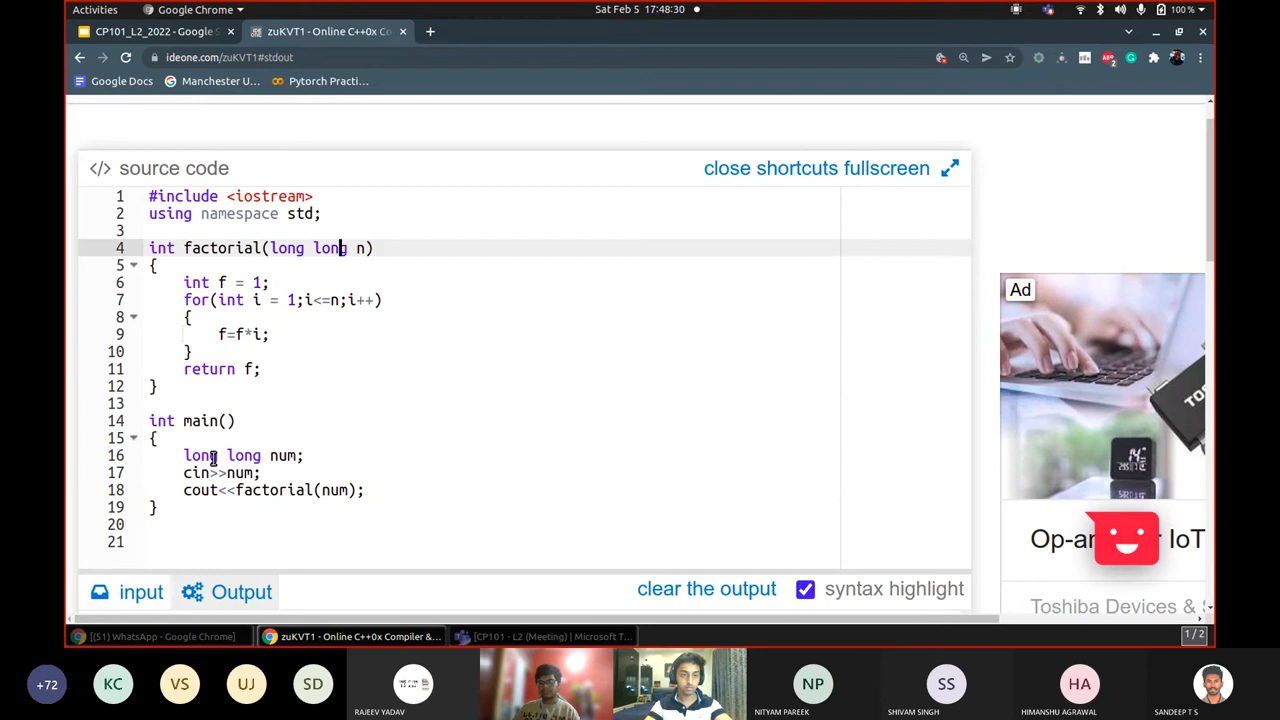 Activities
Google Chrome
Sat Feb 5 17:48:30
100 %
CP101_L2_2022 - Google S
zuKVT1 - Online C++0x Co
ideone.com/zuKVT1#stdout
Google Docs
Manchester U...
Pytorch Practi...
</> source code
close shortcuts fullscreen
1 #include <iostream>
2 using namespace std;
3
4 int factorial(long long n)
5 {
6 int f = 1;
7 for(int i = 1;i<=n;i++)
8 {
9 f=f*i;
10 }
11 return f;
12 }
13
14 int main()
15 {
16 long long num;
17 cin>>num;
18 cout<<factorial(num);
19 }
20
21
Ad
input
Output
clear the output
syntax highlight
Toshiba Devices & S
[(51) WhatsApp - Google Chrome]
zuKVT1 - Online C++0x Compiler &...
[CP101 - L2 (Meeting) | Microsoft T...
1 / 2
+72
KC
VS
UJ
SD
RAJEEV YADAV
NP
NITYAM PAREEK
SS
SHIVAM SINGH
HA
HIMANSHU AGRAWAL
SANDEEP T S